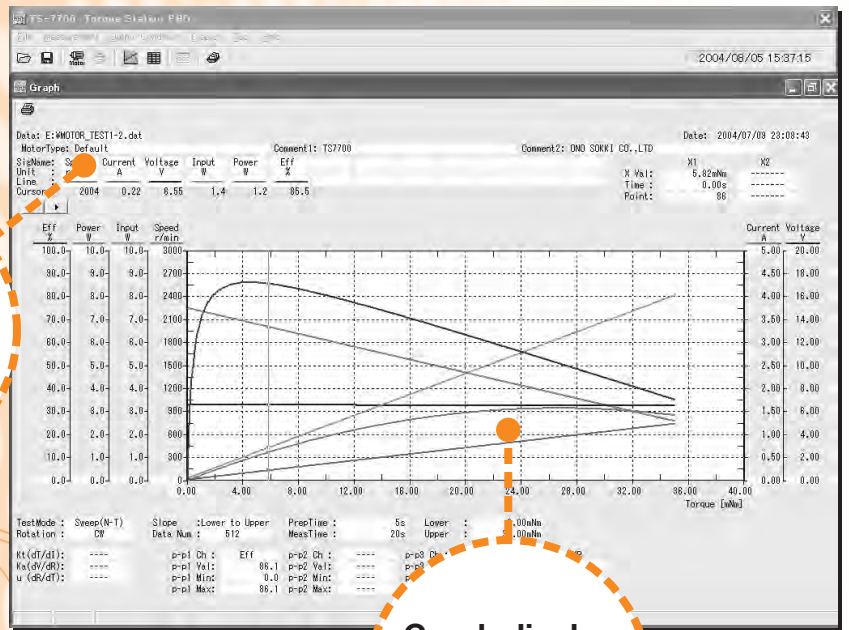 TS-7700 Torque Station PRO
2004/08/05 15:37:15
Graph
Data: E:¥MOTOR_TEST1-2.dat
Date: 2004/07/09 23:08:43
MotorType: Default Comment1: TS7700 Comment2: ONO SOKKI CO.,LTD
SigName: Current Voltage Input Power Eff
Unit : A V W W %
Line :
Cursor 2004 0.22 8.55 1.4 1.2 85.5
X1 X2
X Val: 5.82mNm -------
Time : 0.00s -------
Point: 86 -------
Eff Power Input Speed Current Voltage
% W W r/min A V
100.0 10.0 10.0 3000 5.00 20.00
90.0 9.0 9.0 2700 4.50 18.00
80.0 8.0 8.0 2400 4.00 16.00
70.0 7.0 7.0 2100 3.50 14.00
60.0 6.0 6.0 1800 3.00 12.00
50.0 5.0 5.0 1500 2.50 10.00
40.0 4.0 4.0 1200 2.00 8.00
30.0 3.0 3.0 900 1.50 6.00
20.0 2.0 2.0 600 1.00 4.00
10.0 1.0 1.0 300 0.50 2.00
0.0 0.0 0.0 0 0.00 0.00
0.00 4.00 8.00 12.00 16.00 20.00 24.00 28.00 32.00 36.00 40.00
Torque [mNm]
TestMode : Sweep(N-T) Slope :Lower to Upper PrepTime : 5s Lower :
Rotation : CW Data Num : 512 MeasTime : 20s Upper :
Kt(dT/dI): ---- p-p1 Ch : Eff p-p2 Ch : ----
Ka(dV/dR): ---- p-p1 Val: 86.1 p-p2 Val: ----
u (dR/dT): ---- p-p1 Min: 0.0 p-p2 Min: ----
p-p1 Max: 86.1 p-p2 Max: ----